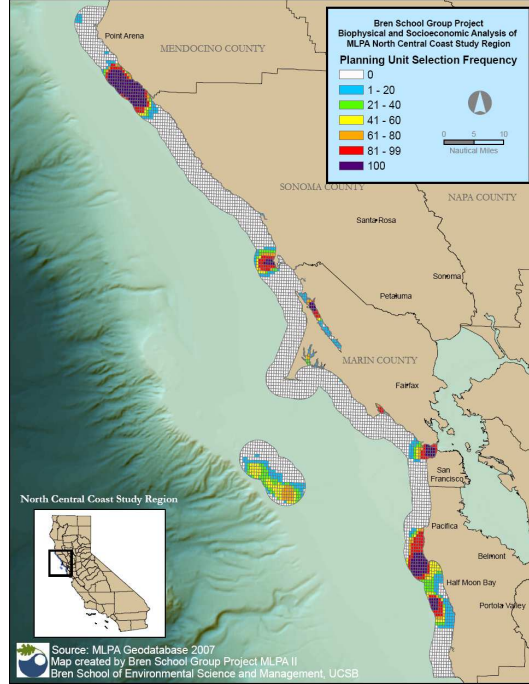 Bren School Group Project
Biophysical and Socioeconomic Analysis of
MLPA North Central Coast Study Region
Planning Unit Selection Frequency
0
1 - 20
21 - 40
41 - 60
61 - 80
81 - 99
100
0 5 10
Nautical Miles
Point Arena
MENDOCINO COUNTY
SONOMA COUNTY
NAPA COUNTY
Santa Rosa
Sonoma
Petaluma
MARIN COUNTY
Fairfax
San
Francisco
Pacifica
Belmont
Half Moon Bay
Portola Valley
North Central Coast Study Region
Source: MLPA Geodatabase 2007
Map created by Bren School Group Project MLPA II
Bren School of Environmental Science and Management, UCSB